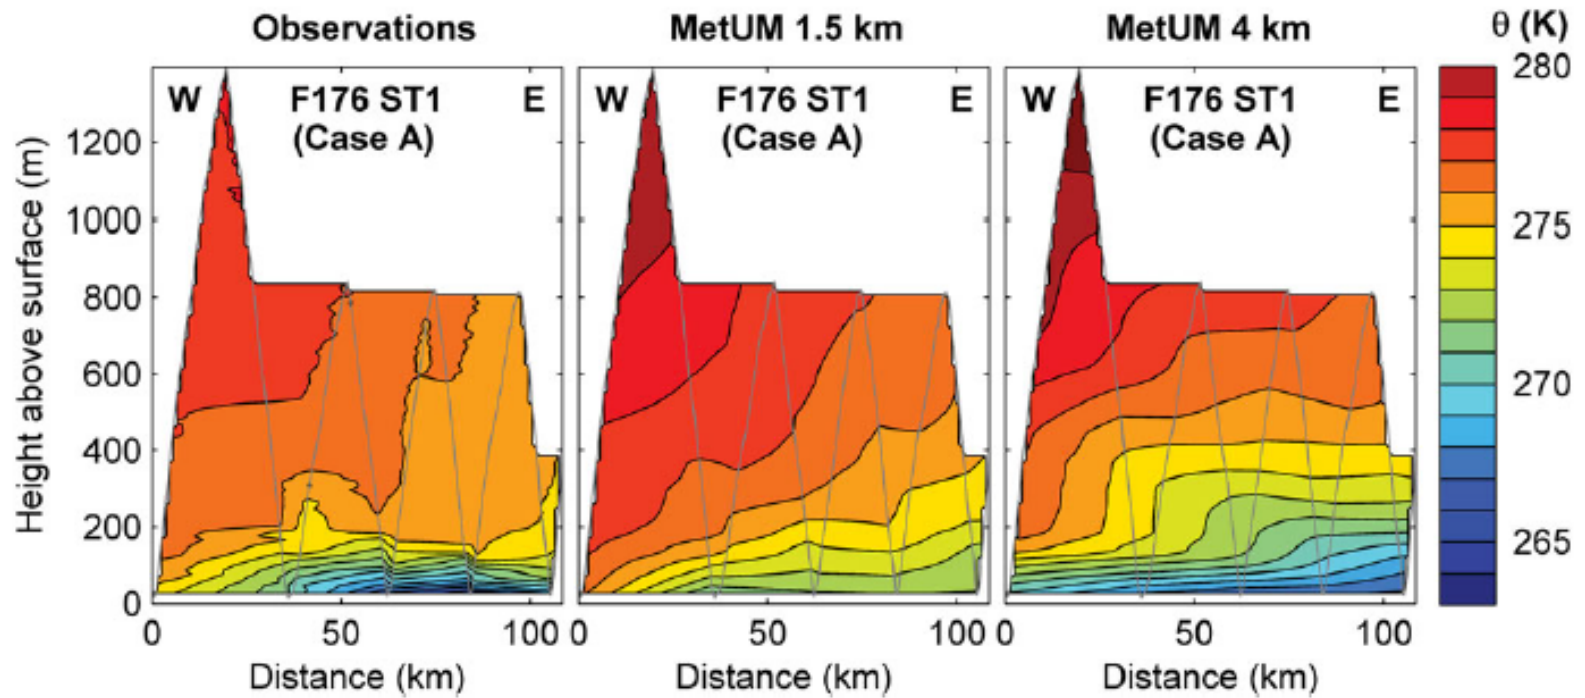 Observations MetUM 1.5 km MetUM 4 km θ (K)
W F176 ST1 E W F176 ST1 E W F176 ST1 E
(Case A) (Case A) (Case A)
Height above surface (m)
1200
1000
800
600
400
200
0
280
275
270
265
0 50 100 0 50 100 0 50 100
Distance (km) Distance (km) Distance (km)